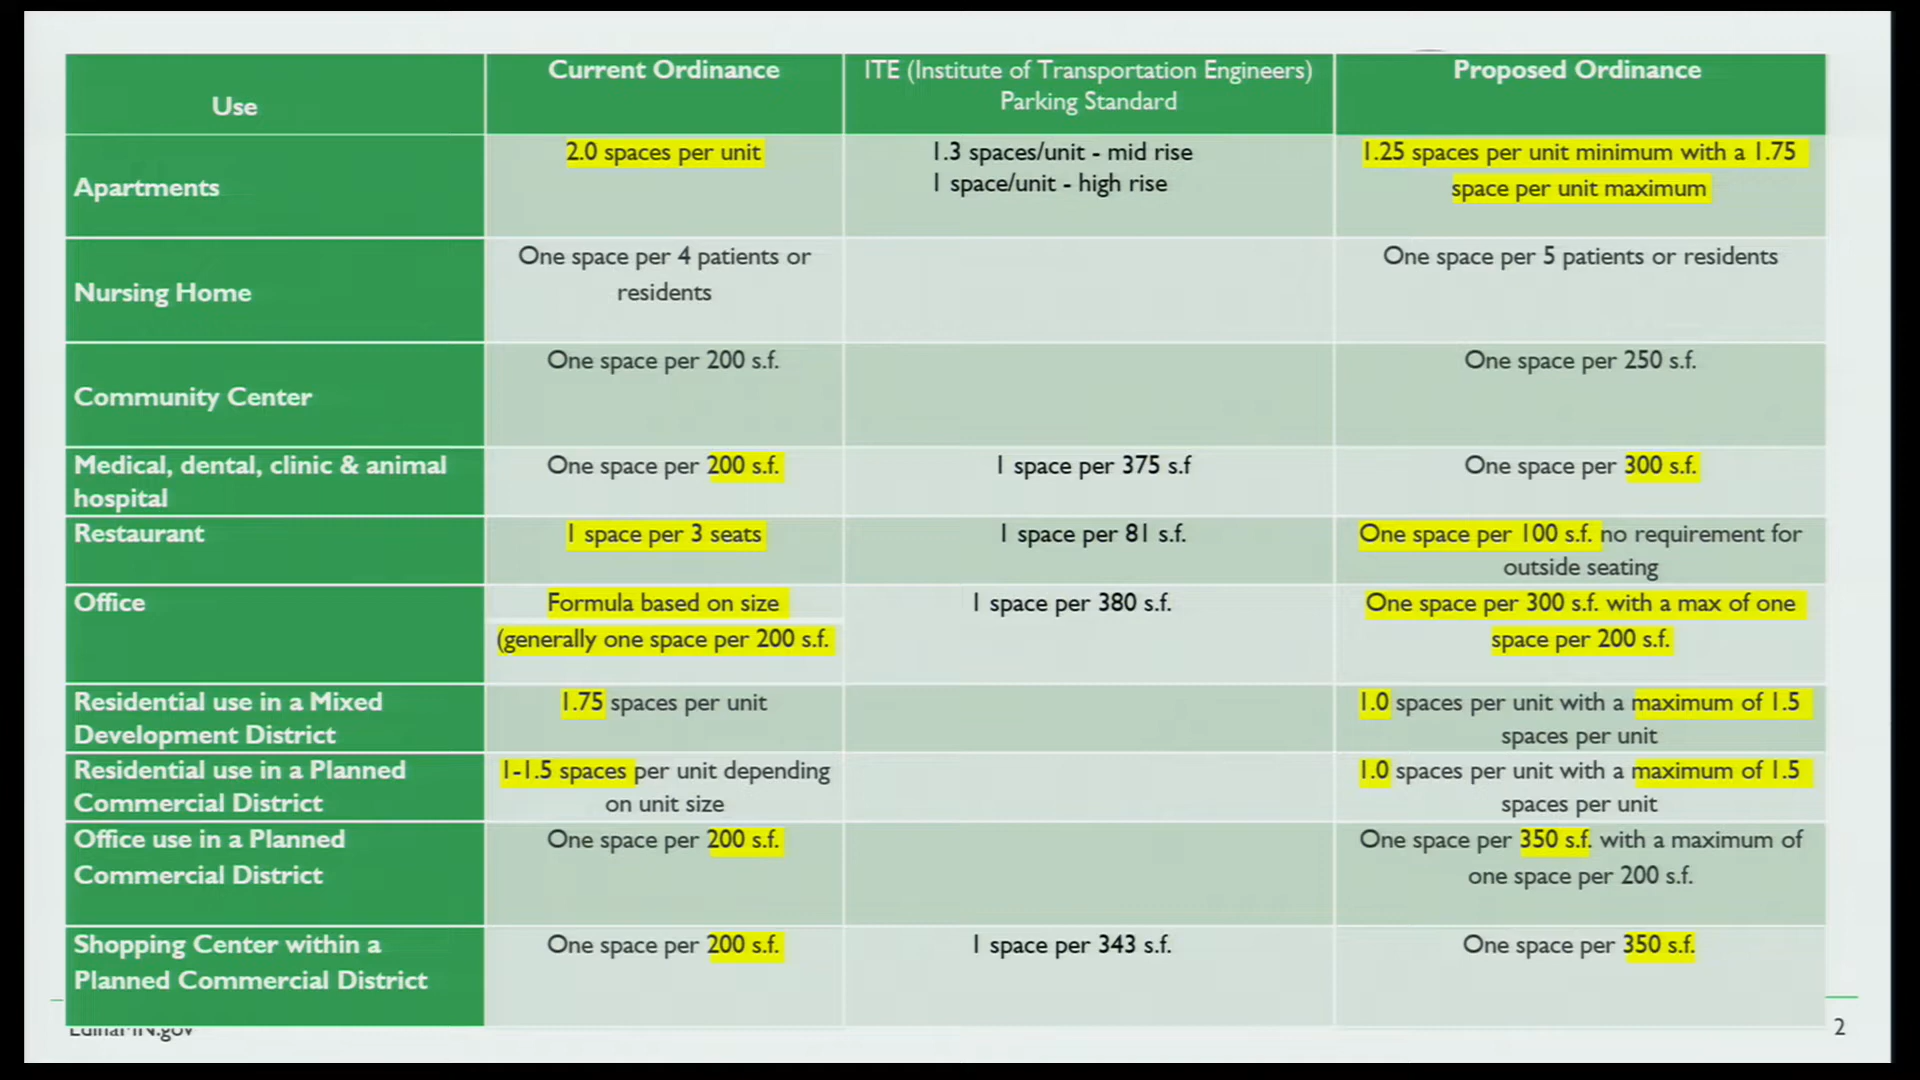 Use
Current Ordinance
ITE (Institute of Transportation Engineers)
Parking Standard
Proposed Ordinance
Apartments
2.0 spaces per unit
1.3 spaces/unit - mid rise
1 space/unit - high rise
1.25 spaces per unit minimum with a 1.75
space per unit maximum
Nursing Home
One space per 4 patients or
residents
One space per 5 patients or residents
Community Center
One space per 200 s.f.
One space per 250 s.f.
Medical, dental, clinic & animal
hospital
One space per 200 s.f.
1 space per 375 s.f
One space per 300 s.f.
Restaurant
1 space per 3 seats
1 space per 81 s.f.
One space per 100 s.f. no requirement for
outside seating
Office
Formula based on size
(generally one space per 200 s.f.
1 space per 380 s.f.
One space per 300 s.f. with a max of one
space per 200 s.f.
Residential use in a Mixed
Development District
1.75 spaces per unit
1.0 spaces per unit with a maximum of 1.5
spaces per unit
Residential use in a Planned
Commercial District
1-1.5 spaces per unit depending
on unit size
1.0 spaces per unit with a maximum of 1.5
spaces per unit
Office use in a Planned
Commercial District
One space per 200 s.f.
One space per 350 s.f. with a maximum of
one space per 200 s.f.
Shopping Center within a
Planned Commercial District
One space per 200 s.f.
1 space per 343 s.f.
One space per 350 s.f.
EdinaMN.gov
2